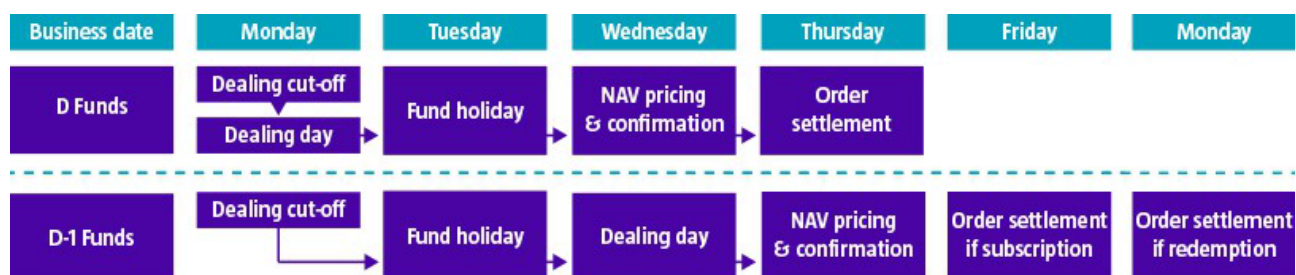 Business date
Monday
Tuesday
Wednesday
Thursday
Friday
Monday
D Funds
Dealing cut-off
Dealing day
Fund holiday
NAV pricing
& confirmation
Order
settlement
D-1 Funds
Dealing cut-off
Fund holiday
Dealing day
NAV pricing
& confirmation
Order settlement
if subscription
Order settlement
if redemption